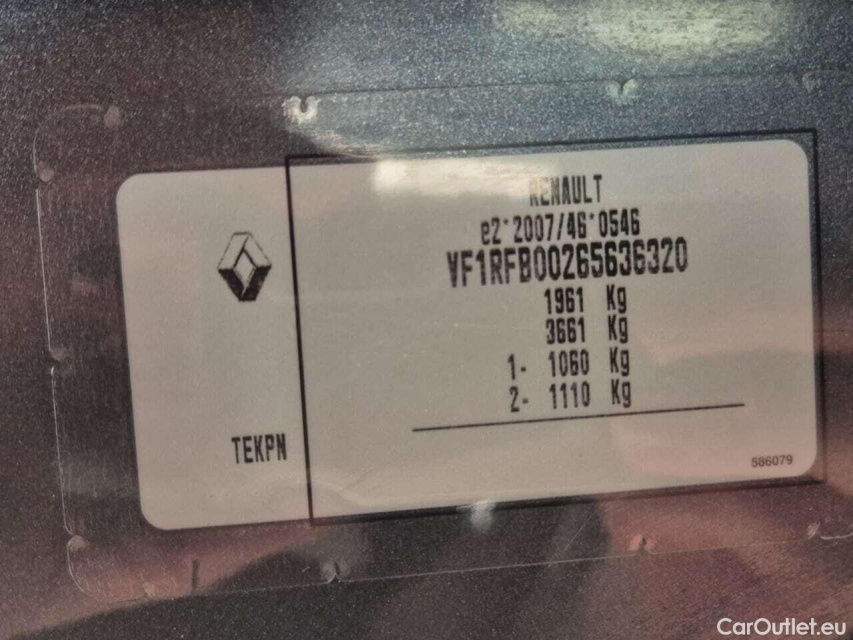 RENAULT
e2*2007/46*0546
VF1RFB00265636320
1961 Kg
3661 Kg
1- 1060 Kg
2- 1110 Kg
TEKPN
586079
CarOutlet.eu